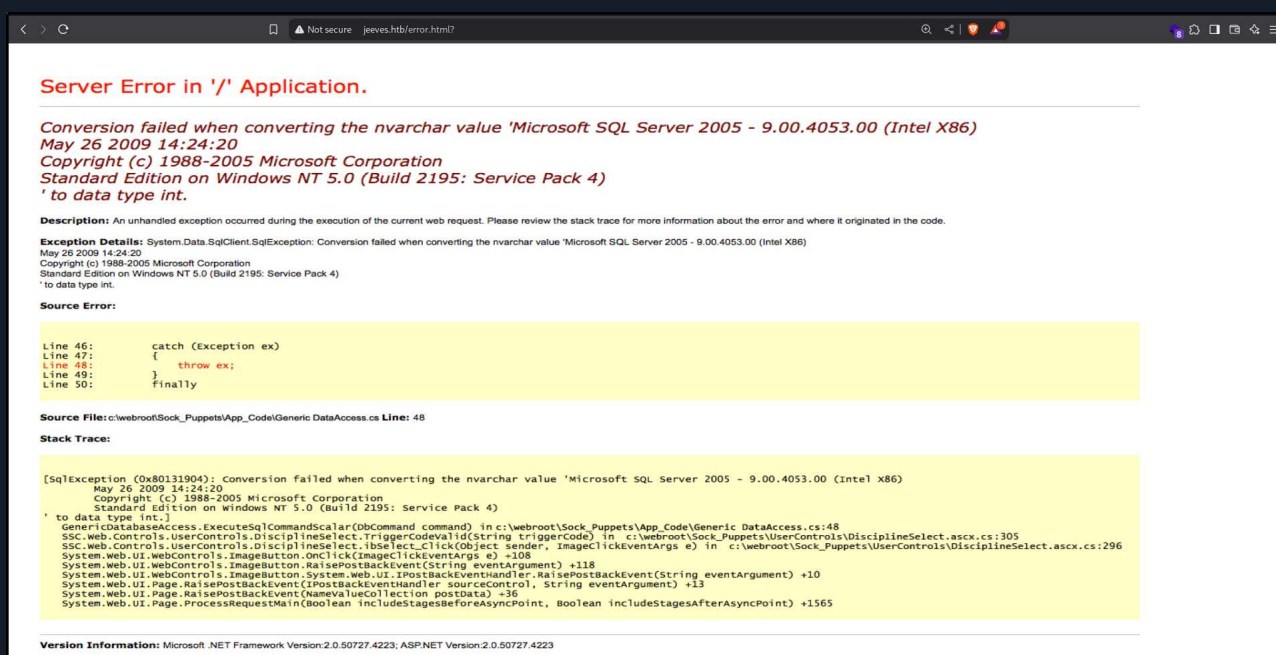 Not secure jeeves.htb/error.html?
8
Server Error in '/' Application.
Conversion failed when converting the nvarchar value 'Microsoft SQL Server 2005 - 9.00.4053.00 (Intel X86)
May 26 2009 14:24:20
Copyright (c) 1988-2005 Microsoft Corporation
Standard Edition on Windows NT 5.0 (Build 2195: Service Pack 4)
' to data type int.
Description: An unhandled exception occurred during the execution of the current web request. Please review the stack trace for more information about the error and where it originated in the code.
Exception Details: System.Data.SqlClient.SqlException: Conversion failed when converting the nvarchar value 'Microsoft SQL Server 2005 - 9.00.4053.00 (Intel X86)
May 26 2009 14:24:20
Copyright (c) 1988-2005 Microsoft Corporation
Standard Edition on Windows NT 5.0 (Build 2195: Service Pack 4)
' to data type int.
Source Error:
Line 46: catch (Exception ex)
Line 47: {
Line 48: throw ex;
Line 49: }
Line 50: finally
Source File: c:\webroot\Sock_Puppets\App_Code\Generic DataAccess.cs Line: 48
Stack Trace:
[SqlException (0x80131904): Conversion failed when converting the nvarchar value 'Microsoft SQL Server 2005 - 9.00.4053.00 (Intel X86)
May 26 2009 14:24:20
Copyright (c) 1988-2005 Microsoft Corporation
Standard Edition on Windows NT 5.0 (Build 2195: Service Pack 4)
' to data type int.]
GenericDatabaseAccess.ExecuteSqlCommandScalar(DbCommand command) in c:\webroot\Sock_Puppets\App_Code\Generic DataAccess.cs:48
SSC.Web.Controls.UserControls.DisciplineSelect.TriggerCodeValid(String triggerCode) in c:\webroot\Sock_Puppets\UserControls\DisciplineSelect.ascx.cs:305
SSC.Web.Controls.UserControls.DisciplineSelect.ibSelect_Click(Object sender, ImageClickEventArgs e) in c:\webroot\Sock_Puppets\UserControls\DisciplineSelect.ascx.cs:296
System.Web.UI.WebControls.ImageButton.OnClick(ImageClickEventArgs e) +108
System.Web.UI.WebControls.ImageButton.RaisePostBackEvent(String eventArgument) +118
System.Web.UI.WebControls.ImageButton.System.Web.UI.IPostBackEventHandler.RaisePostBackEvent(String eventArgument) +10
System.Web.UI.Page.RaisePostBackEvent(IPostBackEventHandler sourceControl, String eventArgument) +13
System.Web.UI.Page.RaisePostBackEvent(NameValueCollection postData) +36
System.Web.UI.Page.ProcessRequestMain(Boolean includeStagesBeforeAsyncPoint, Boolean includeStagesAfterAsyncPoint) +1565
Version Information: Microsoft .NET Framework Version:2.0.50727.4223; ASP.NET Version:2.0.50727.4223